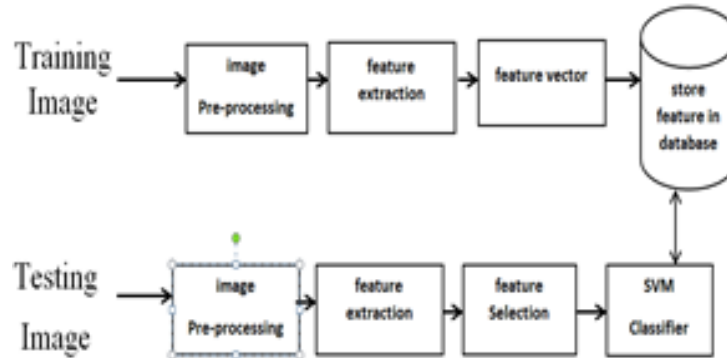 Training
Image
image
Pre-processing
feature
extraction
feature vector
store
feature in
database
Testing
Image
image
Pre-processing
feature
extraction
feature
Selection
SVM
Classifier